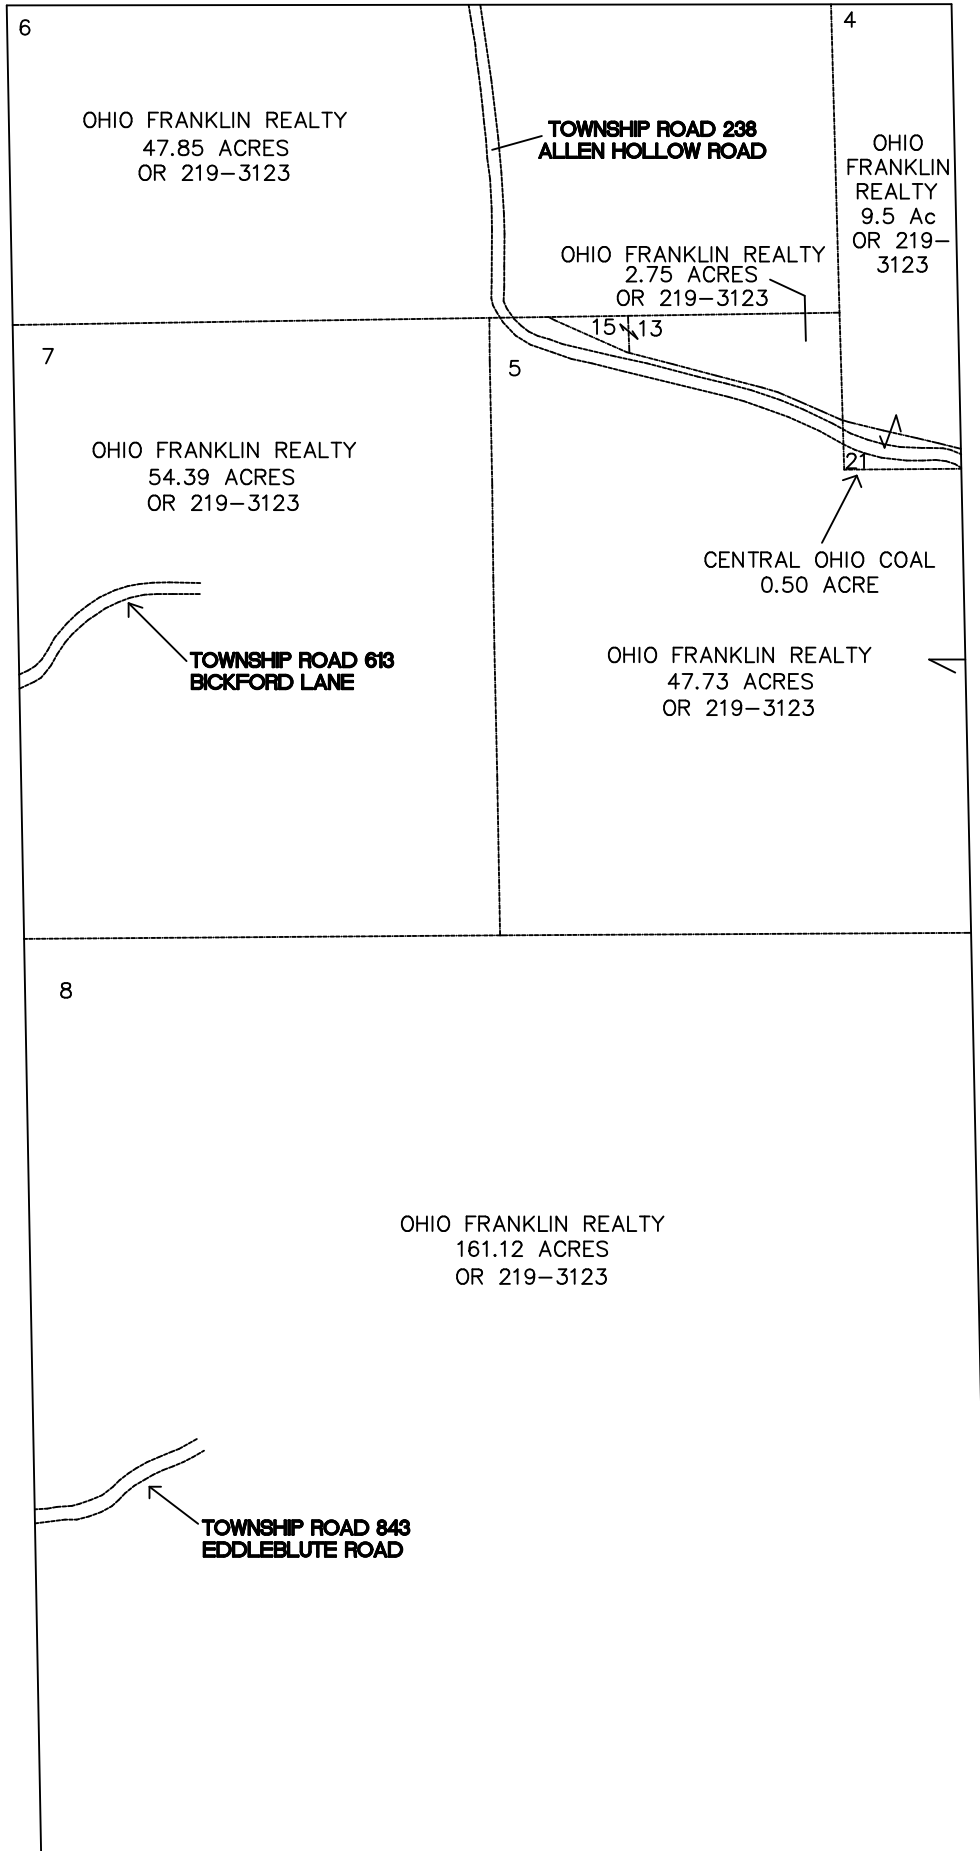 6
4
OHIO FRANKLIN REALTY
47.85 ACRES
OR 219-3123
TOWNSHIP ROAD 238
ALLEN HOLLOW ROAD
OHIO
FRANKLIN
REALTY
9.5 Ac
OR 219-
3123
OHIO FRANKLIN REALTY
2.75 ACRES
OR 219-3123
15
13
7
5
OHIO FRANKLIN REALTY
54.39 ACRES
OR 219-3123
21
CENTRAL OHIO COAL
0.50 ACRE
TOWNSHIP ROAD 613
BICKFORD LANE
OHIO FRANKLIN REALTY
47.73 ACRES
OR 219-3123
8
OHIO FRANKLIN REALTY
161.12 ACRES
OR 219-3123
TOWNSHIP ROAD 843
EDDLEBLUTE ROAD